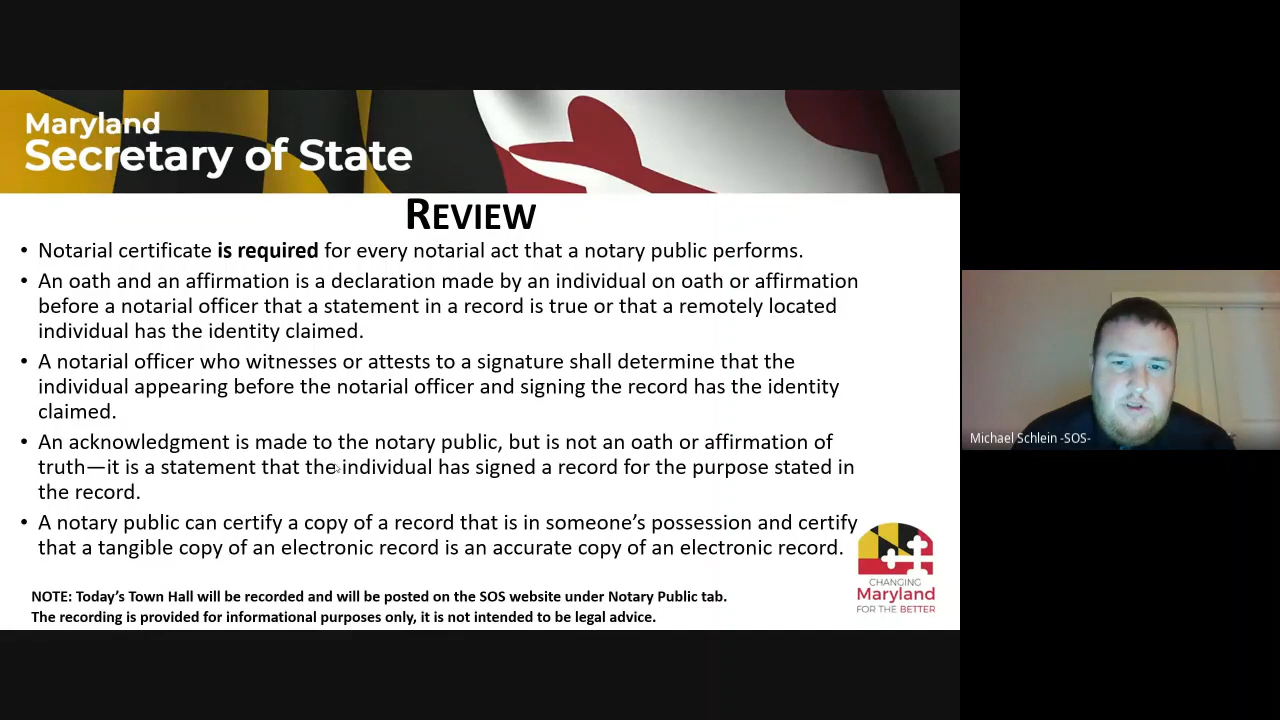 Maryland
Secretary of State
REVIEW
• Notarial certificate is required for every notarial act that a notary public performs.
• An oath and an affirmation is a declaration made by an individual on oath or affirmation
before a notarial officer that a statement in a record is true or that a remotely located
individual has the identity claimed.
• A notarial officer who witnesses or attests to a signature shall determine that the
individual appearing before the notarial officer and signing the record has the identity
claimed.
• An acknowledgment is made to the notary public, but is not an oath or affirmation of
truth—it is a statement that the individual has signed a record for the purpose stated in
the record.
• A notary public can certify a copy of a record that is in someone’s possession and certify
that a tangible copy of an electronic record is an accurate copy of an electronic record.
CHANGING
Maryland
FOR THE BETTER
NOTE: Today’s Town Hall will be recorded and will be posted on the SOS website under Notary Public tab.
The recording is provided for informational purposes only, it is not intended to be legal advice.
Michael Schlein -SOS-